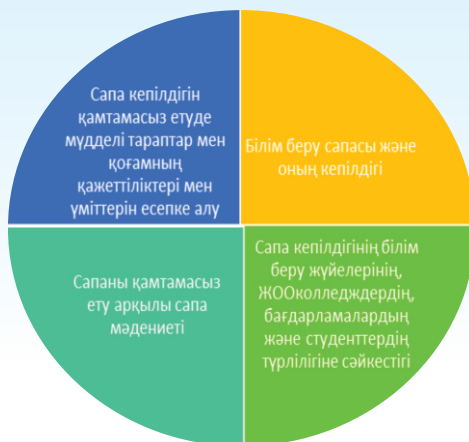 Сапа кепілдігін
қамтамасыз етуде
мүдделі тараптар мен
қоғамның
қажеттіліктері мен
үміттерін есепке алу
Білім беру сапасы және
оның кепілдігі
Сапаны қамтамасыз
ету арқылы сапа
мәдениеті
Сапа кепілдігінің білім
беру жүйелерінің,
ЖООколледждердің,
бағдарламалардың
және студенттердің
түрлілігіне сәйкестігі